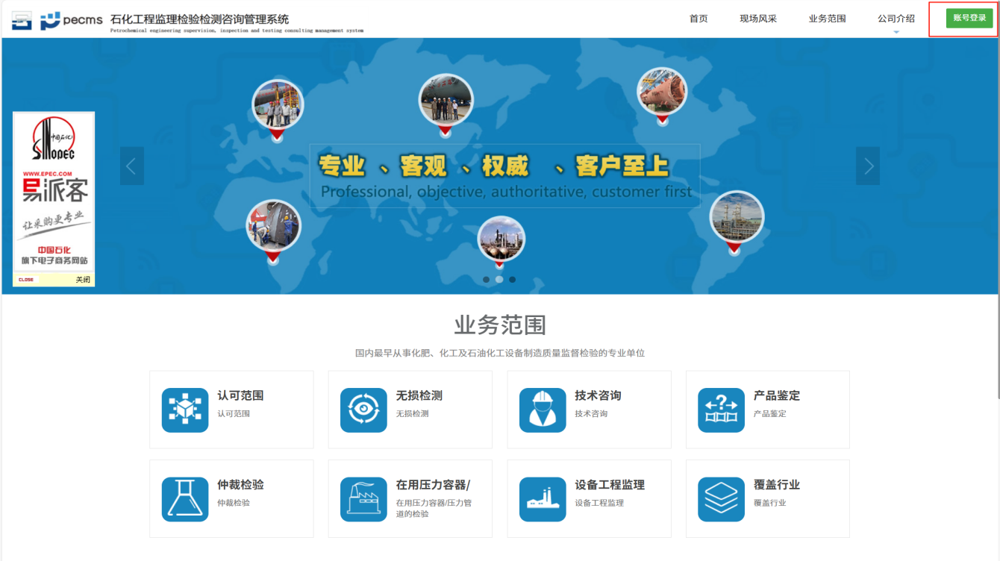 pecms 石化工程监理检验检测咨询管理系统
Petrochemical engineering supervision, inspection and testing consulting management system
首页 现场风采 业务范围 公司介绍 账号登录
中国石化
SINOPEC
WWW.EPEC.COM
易派客
让采购更专业
中国石化
旗下电子商务网站
CLOSE 关闭
专业 、客观 、权威 、客户至上
Professional, objective, authoritative, customer first
业务范围
国内最早从事化肥、化工及石油化工设备制造质量监督检验的专业单位
认可范围
认可范围
无损检测
无损检测
技术咨询
技术咨询
产品鉴定
产品鉴定
仲裁检验
仲裁检验
在用压力容器/
在用压力容器/压力管
道的检验
设备工程监理
设备工程监理
覆盖行业
覆盖行业